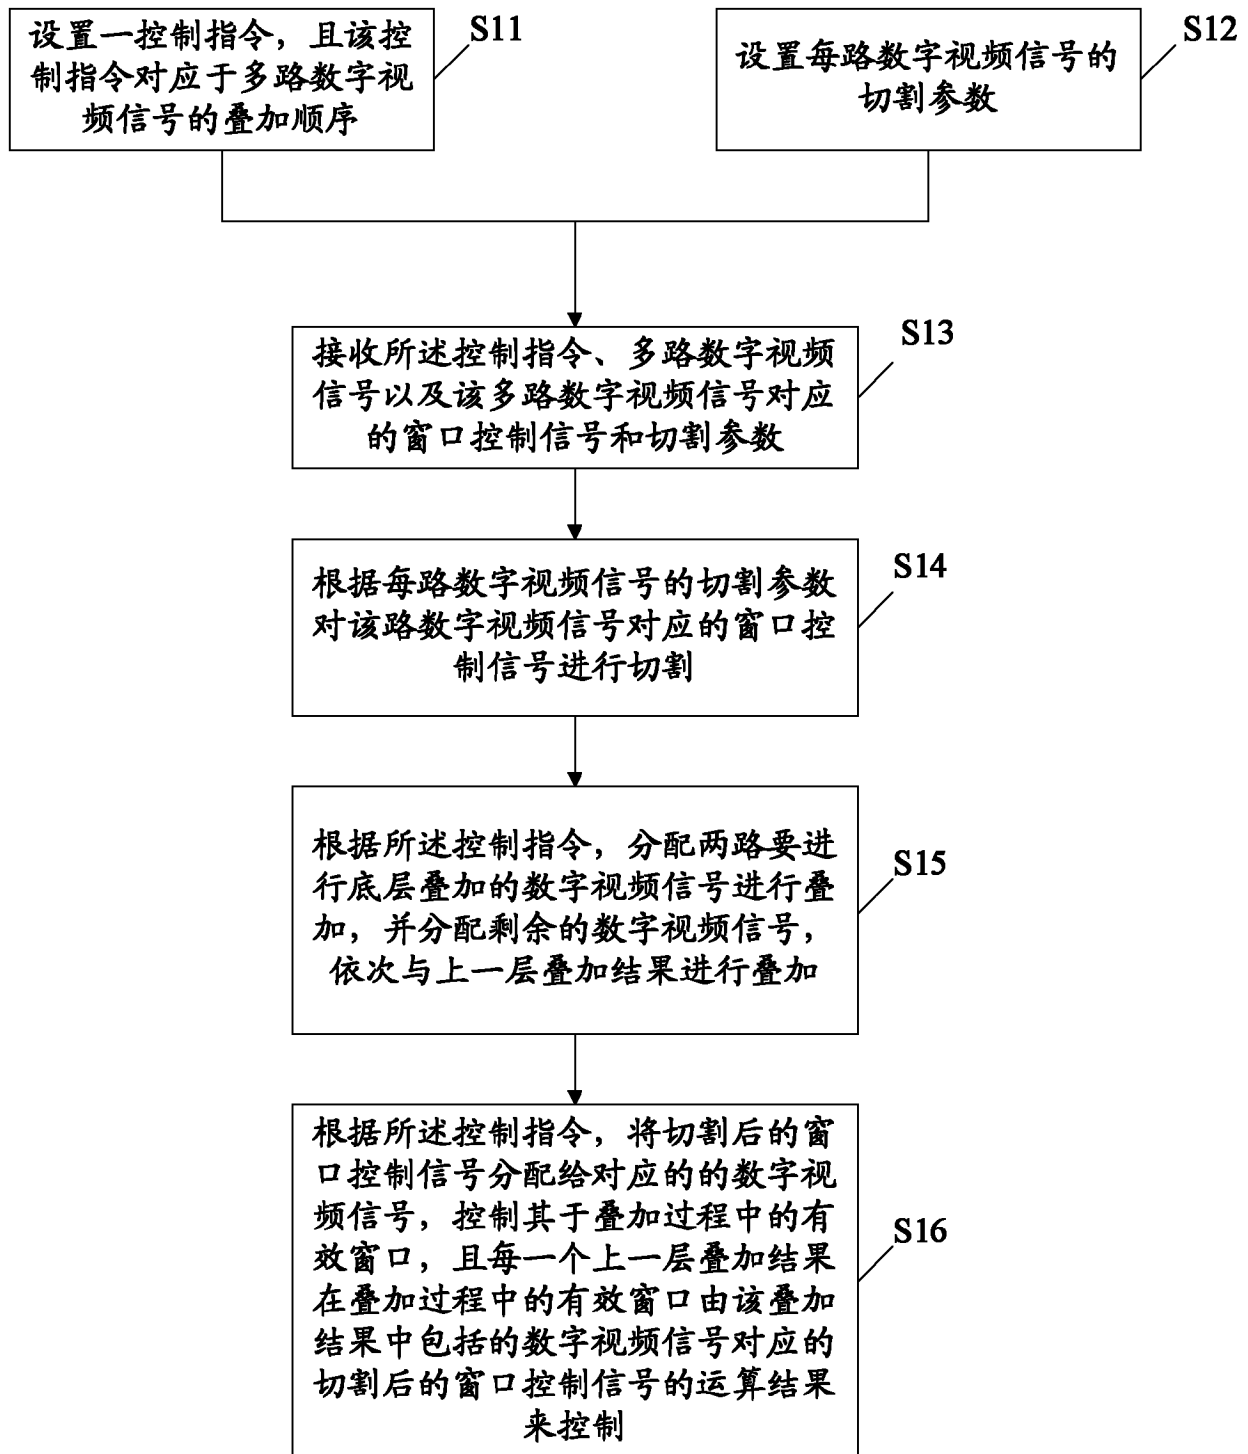 设置一控制指令，且该控
制指令对应于多路数字视
频信号的叠加顺序
S11
设置每路数字视频信号的
切割参数
S12
接收所述控制指令、多路数字视频
信号以及该多路数字视频信号对应
的窗口控制信号和切割参数
S13
根据每路数字视频信号的切割参数
对该路数字视频信号对应的窗口控
制信号进行切割
S14
根据所述控制指令，分配两路要进
行底层叠加的数字视频信号进行叠
加，并分配剩余的数字视频信号，
依次与上一层叠加结果进行叠加
S15
根据所述控制指令，将切割后的窗
口控制信号分配给对应的的数字视
频信号，控制其于叠加过程中的有
效窗口，且每一个上一层叠加结果
在叠加过程中的有效窗口由该叠加
结果中包括的数字视频信号对应的
切割后的窗口控制信号的运算结果
来控制
S16